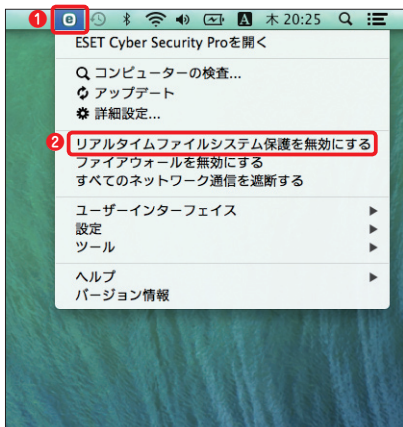 1 e A 木 20:25
ESET Cyber Security Proを開く
コンピューターの検査...
アップデート
詳細設定...
2 リアルタイムファイルシステム保護を無効にする
ファイアウォールを無効にする
すべてのネットワーク通信を遮断する
ユーザーインターフェイス
設定
ツール
ヘルプ
バージョン情報